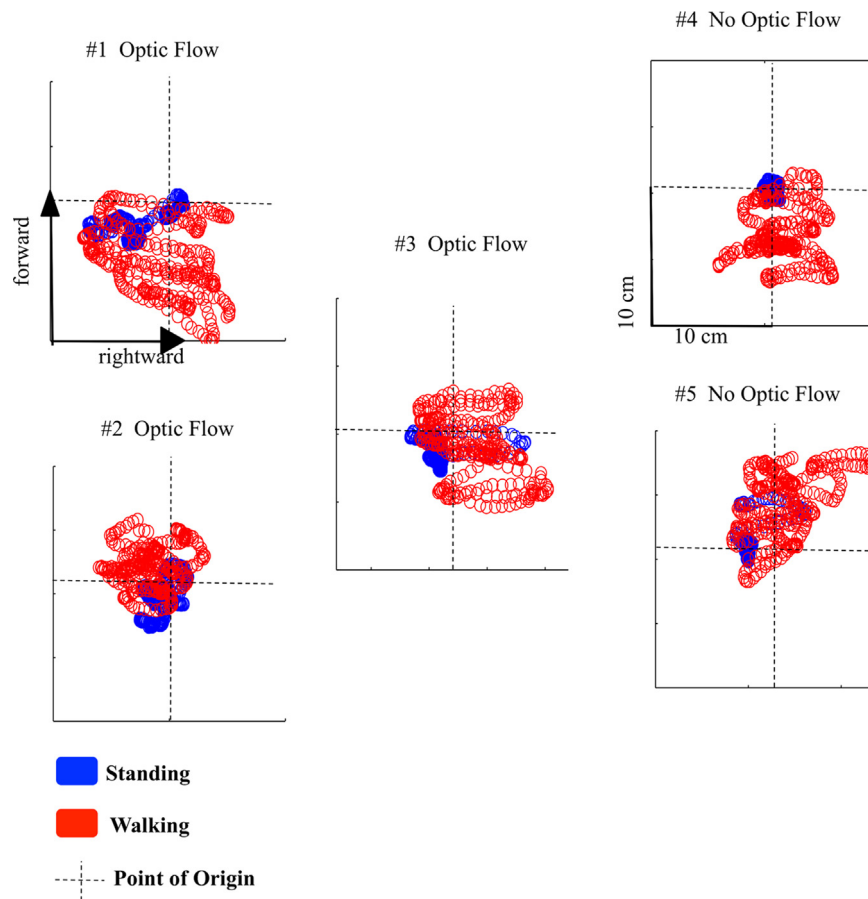 #1 Optic Flow
forward
rightward
#2 Optic Flow
#3 Optic Flow
#4 No Optic Flow
10 cm
10 cm
#5 No Optic Flow
Standing
Walking
Point of Origin